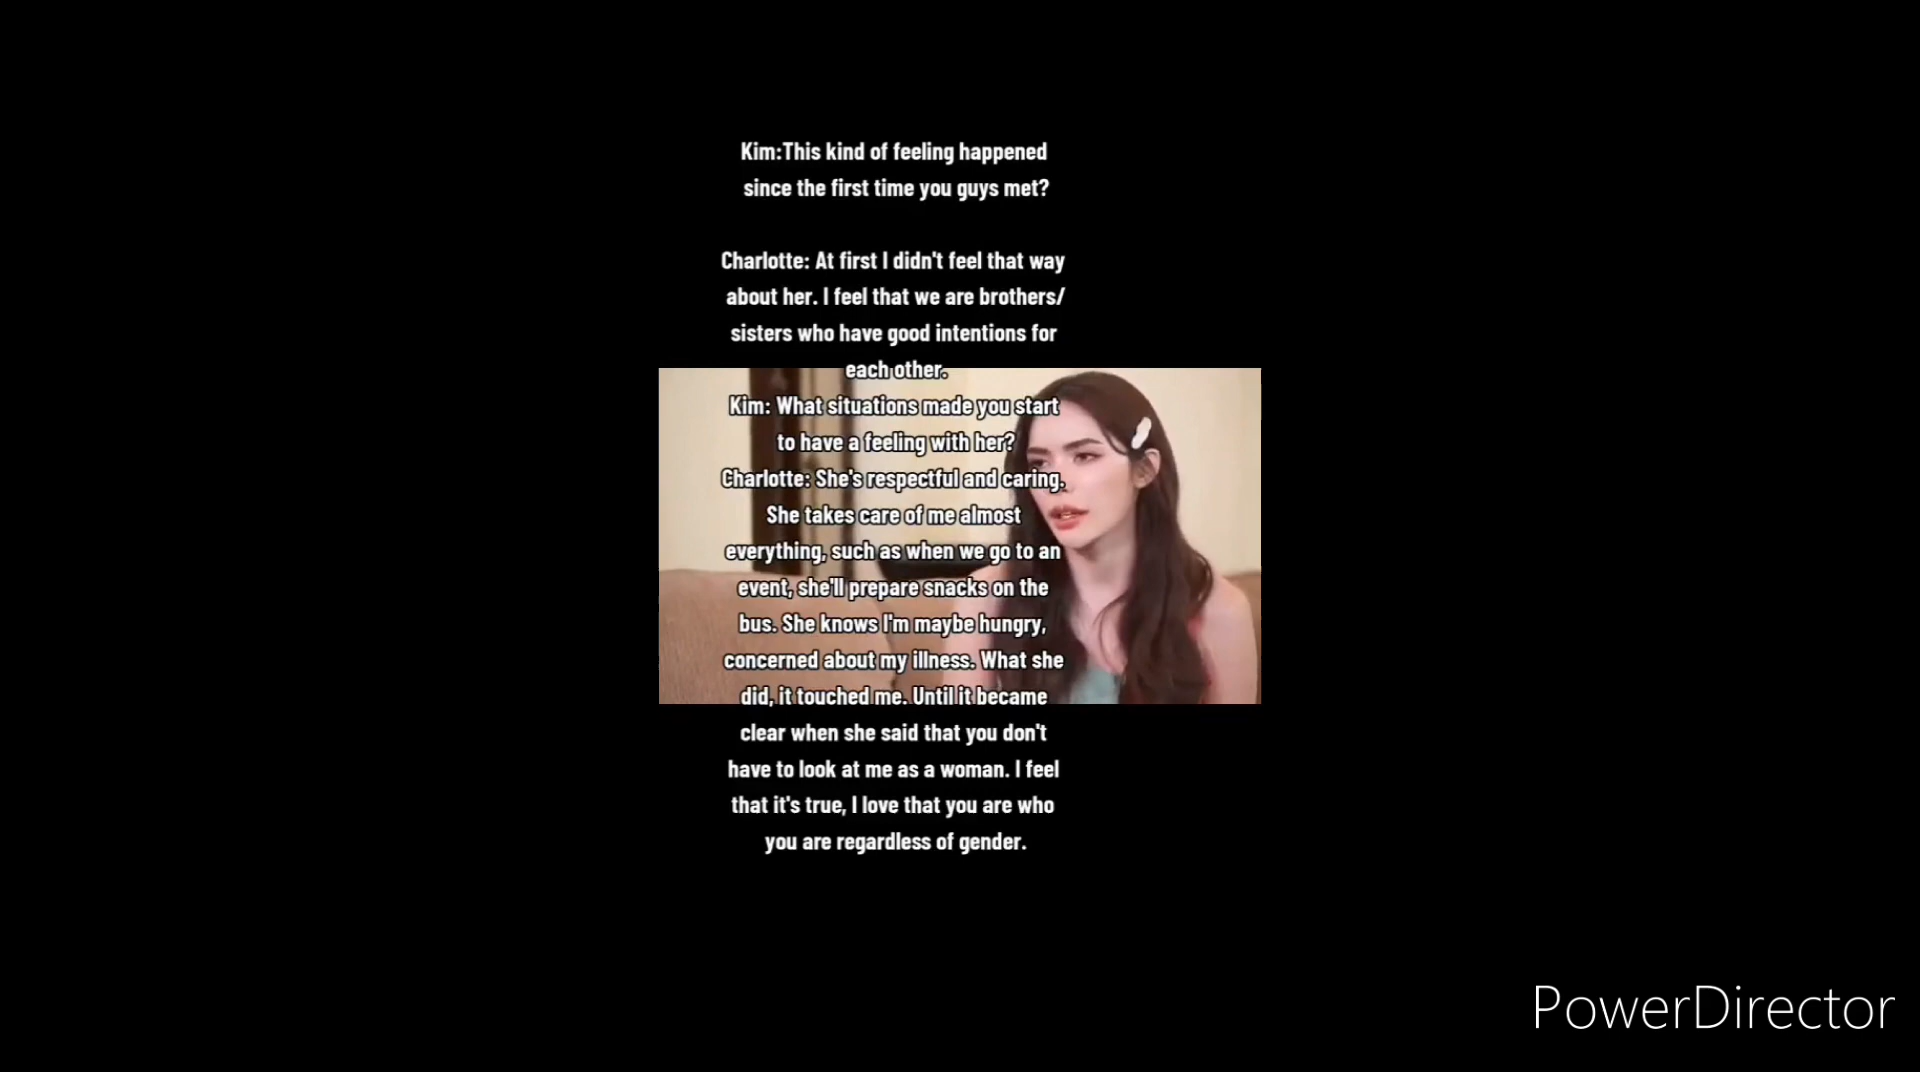 Kim:This kind of feeling happened
since the first time you guys met?
Charlotte: At first I didn't feel that way
about her. I feel that we are brothers/
sisters who have good intentions for
each other.
Kim: What situations made you start
to have a feeling with her?
Charlotte: She's respectful and caring.
She takes care of me almost
everything, such as when we go to an
event, she'll prepare snacks on the
bus. She knows I'm maybe hungry,
concerned about my illness. What she
did, it touched me. Until it became
clear when she said that you don't
have to look at me as a woman. I feel
that it's true, I love that you are who
you are regardless of gender.
PowerDirector